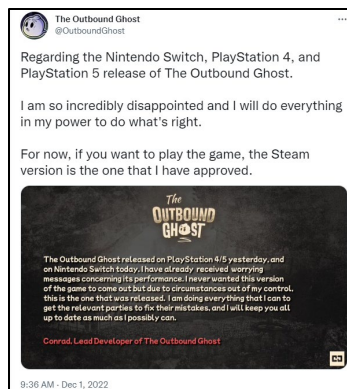 The Outbound Ghost
@OutboundGhost
Regarding the Nintendo Switch, PlayStation 4, and
PlayStation 5 release of The Outbound Ghost.
I am so incredibly disappointed and I will do everything
in my power to do what's right.
For now, if you want to play the game, the Steam
version is the one that I have approved.
The
OUTBOUND
GHOST
The Outbound Ghost released on PlayStation 4/5 yesterday, and
on Nintendo Switch today. I have already received worrying
messages concerning its performance. I never wanted this version
of the game to come out but due to circumstances out of my control,
this is the one that was released. I am doing everything that I can to
get the relevant parties to fix their mistakes, and I will keep you all
up to date as much as I possibly can.
Conrad, Lead Developer of The Outbound Ghost
9:36 AM · Dec 1, 2022